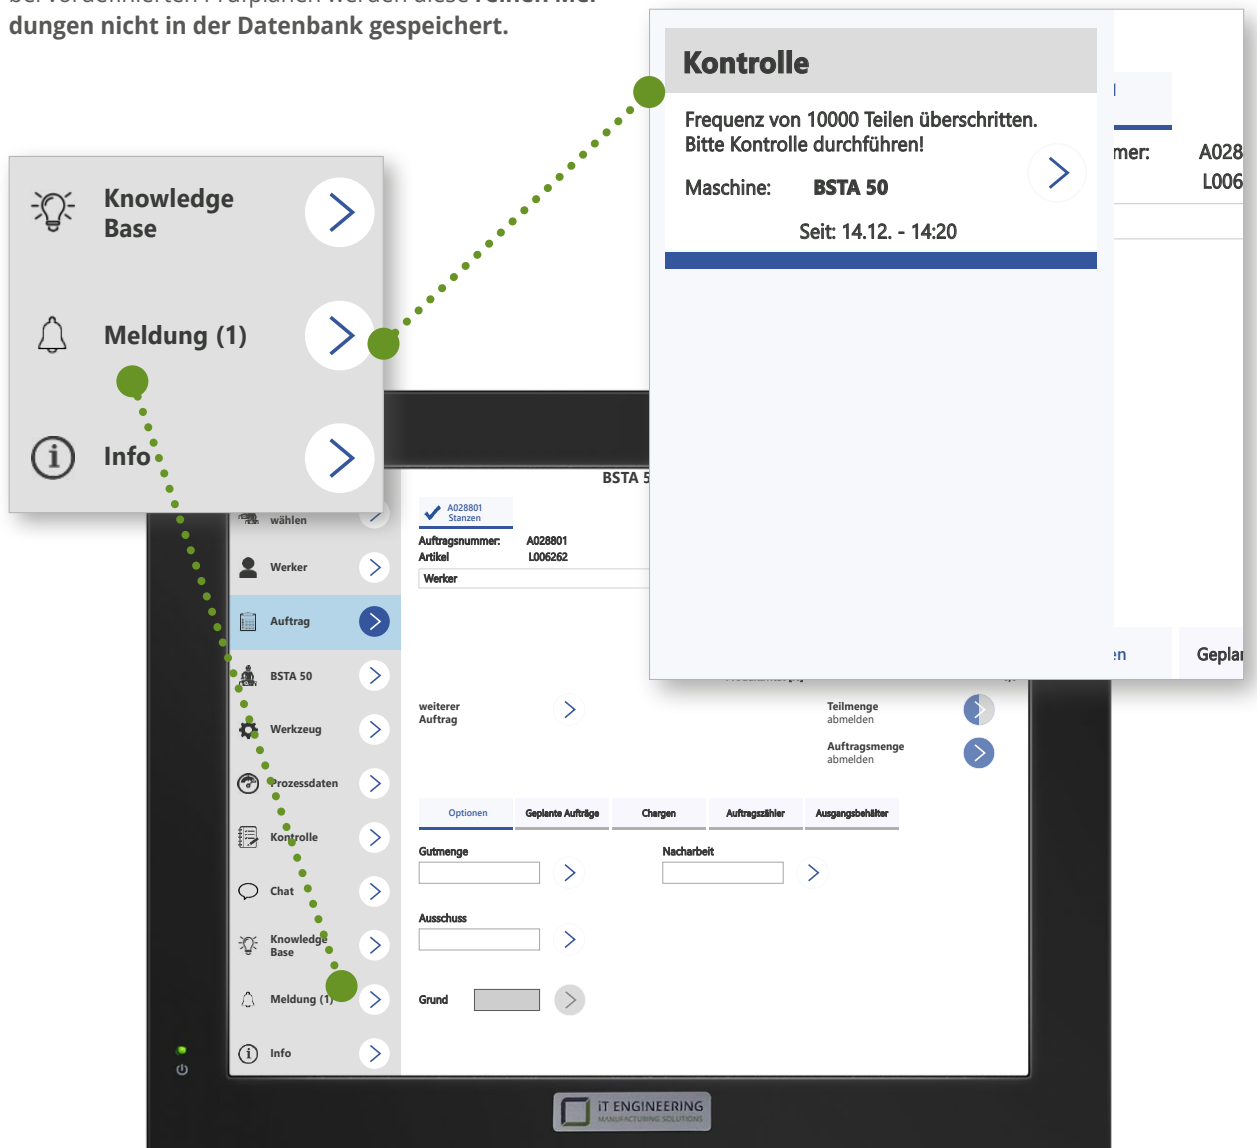 dungen nicht in der Datenbank gespeichert.
Kontrolle
Frequenz von 10000 Teilen überschritten.
Bitte Kontrolle durchführen!
Maschine: BSTA 50
Seit: 14.12. - 14:20
mer: A028
L006
en Geplan
Knowledge
Base
Meldung (1)
Info
BSTA 5
wählen
Werker
Auftrag
BSTA 50
Werkzeug
Prozessdaten
Kontrolle
Chat
Knowledge
Base
Meldung (1)
Info
A028801
Stanzen
Auftragsnummer: A028801
Artikel L006262
Werker
weiterer
Auftrag
Teilmenge
abmelden
Auftragsmenge
abmelden
Optionen Geplante Aufträge Chargen Auftragszähler Ausgangsbehälter
Gutmenge Nacharbeit
Ausschuss
Grund
iT ENGINEERING
MANUFACTURING SOLUTIONS